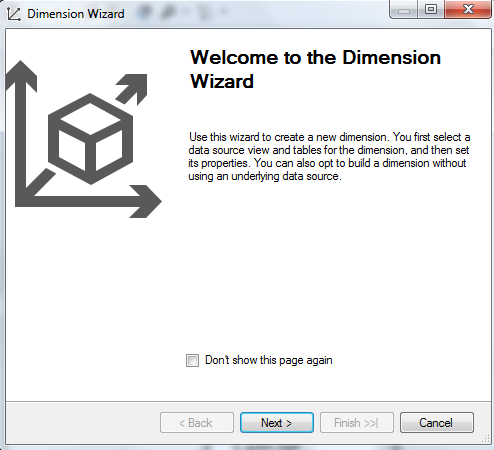 Dimension Wizard
Welcome to the Dimension
Wizard
Use this wizard to create a new dimension. You first select a
data source view and tables for the dimension, and then set
its properties. You can also opt to build a dimension without
using an underlying data source.
Don't show this page again
< Back
Next >
Finish >>|
Cancel